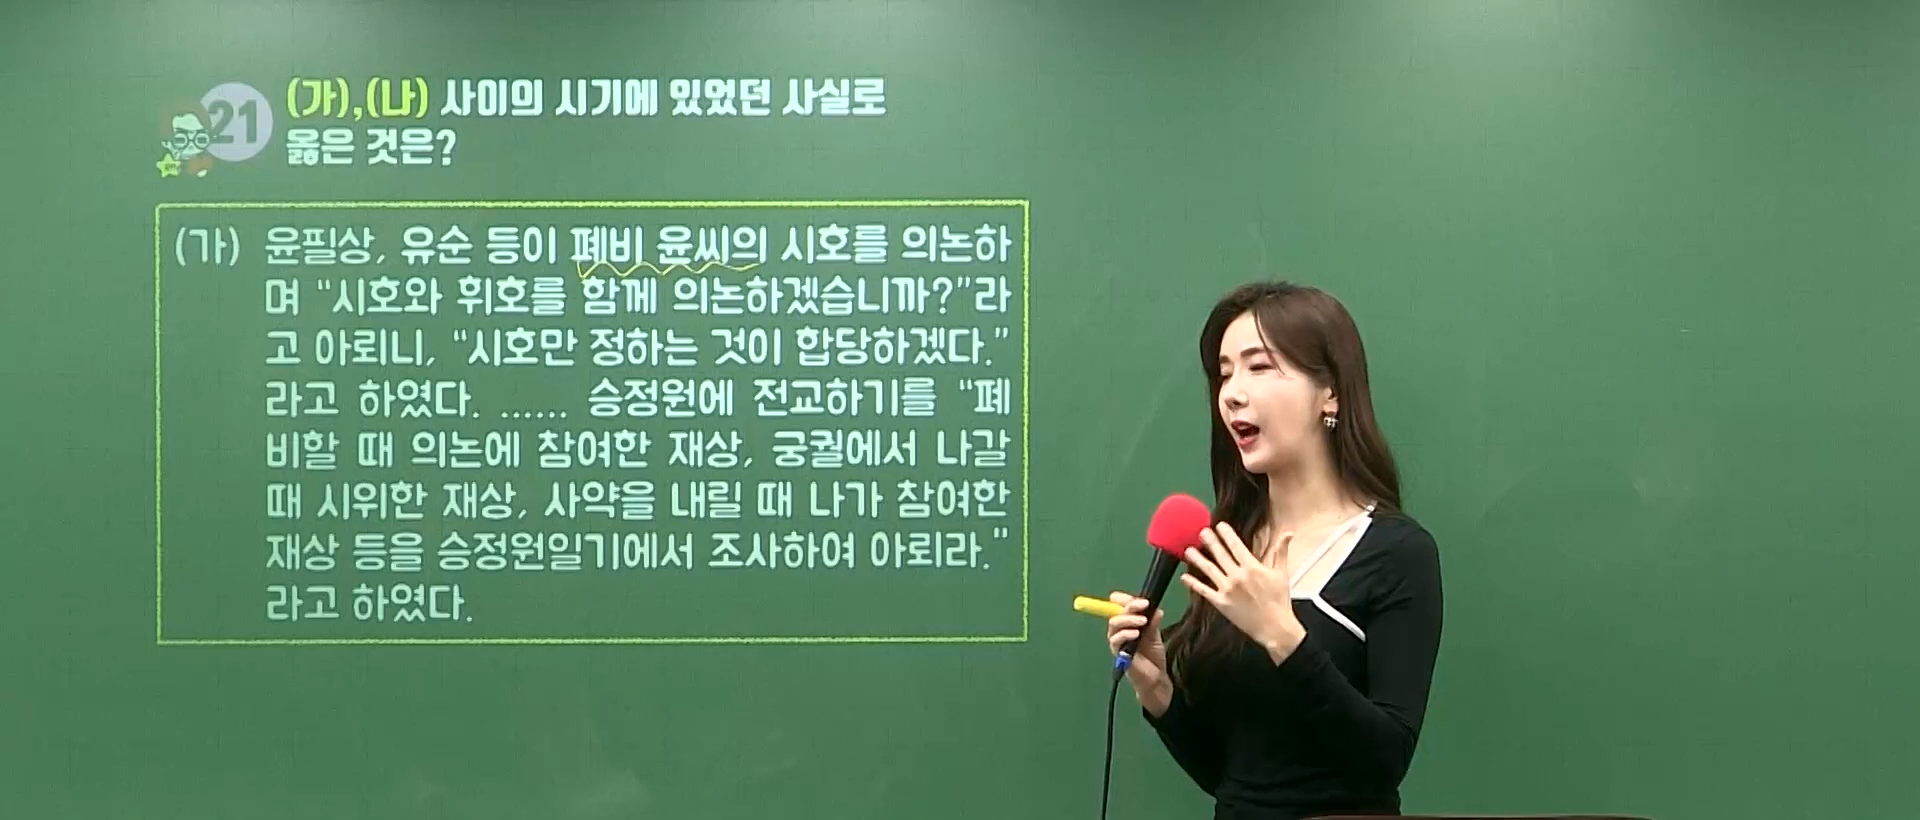 21
(가),(나) 사이의 시기에 있었던 사실로
옳은 것은?
(가) 윤필상, 유순 등이 폐비 윤씨의 시호를 의논하
며 “시호와 휘호를 함께 의논하겠습니까?”라
고 아뢰니, “시호만 정하는 것이 합당하겠다.”
라고 하였다. ...... 승정원에 전교하기를 “폐
비할 때 의논에 참여한 재상, 궁궐에서 나갈
때 시위한 재상, 사약을 내릴 때 나가 참여한
재상 등을 승정원일기에서 조사하여 아뢰라.”
라고 하였다.